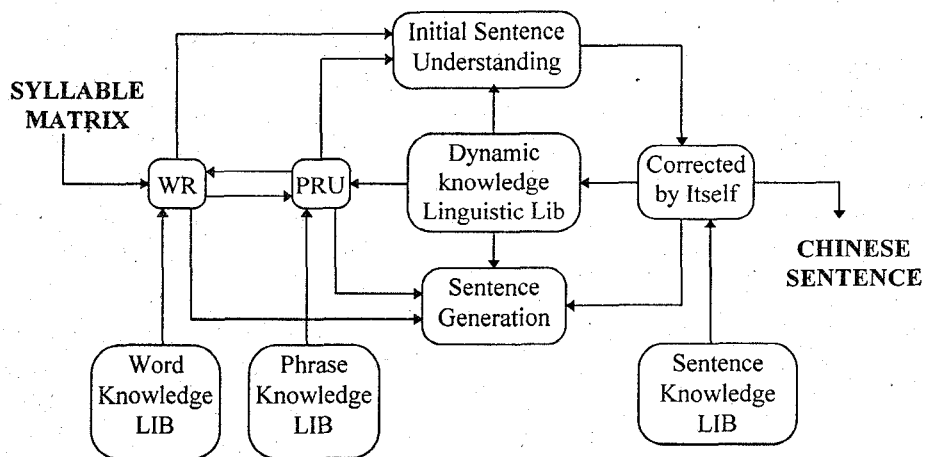 Initial Sentence
Understanding
SYLLABLE
MATRIX
WR
PRU
Dynamic
knowledge
Linguistic Lib
Corrected
by Itself
CHINESE
SENTENCE
Sentence
Generation
Word
Knowledge
LIB
Phrase
Knowledge
LIB
Sentence
Knowledge
LIB